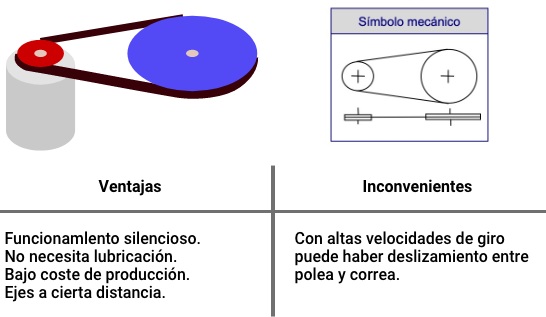 Símbolo mecánico
Ventajas
Inconvenientes
Funcionamlento silencioso.
No necesita lubricación.
Bajo coste de producción.
Ejes a cierta distancia.
Con altas velocidades de giro
puede haber deslizamiento entre
polea y correa.